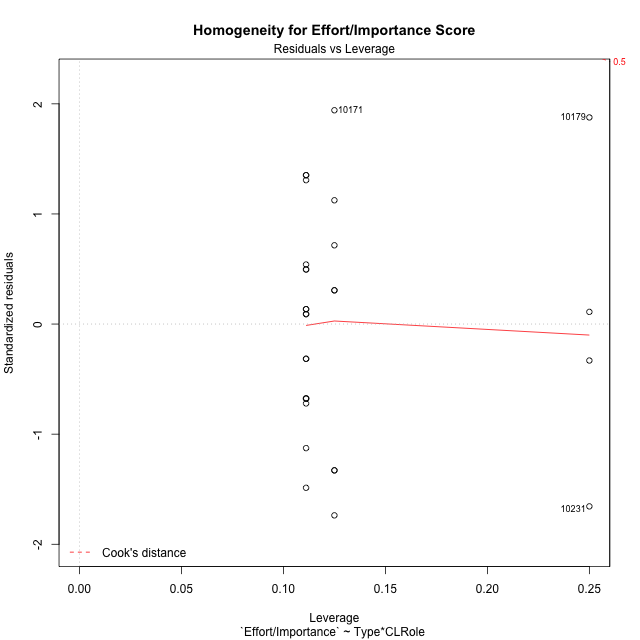 Homogeneity for Effort/Importance Score
Residuals vs Leverage
0.5
10171
10179
2
1
0
-1
-2
Standardized residuals
10231
Cook's distance
0.00 0.05 0.10 0.15 0.20 0.25
Leverage
`Effort/Importance` ~ Type*CLRole